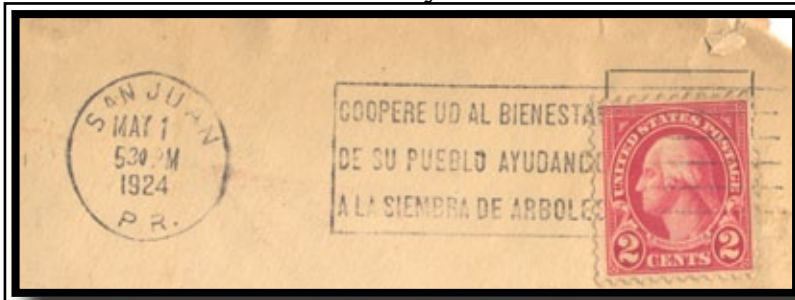 SAN JUAN
MAY 1
530 PM
1924
P.R.
COOPERE UD AL BIENESTA
DE SU PUEBLO AYUDANDO
A LA SIEMBRA DE ARBOLES
UNITED STATES POSTAGE
2 CENTS 2